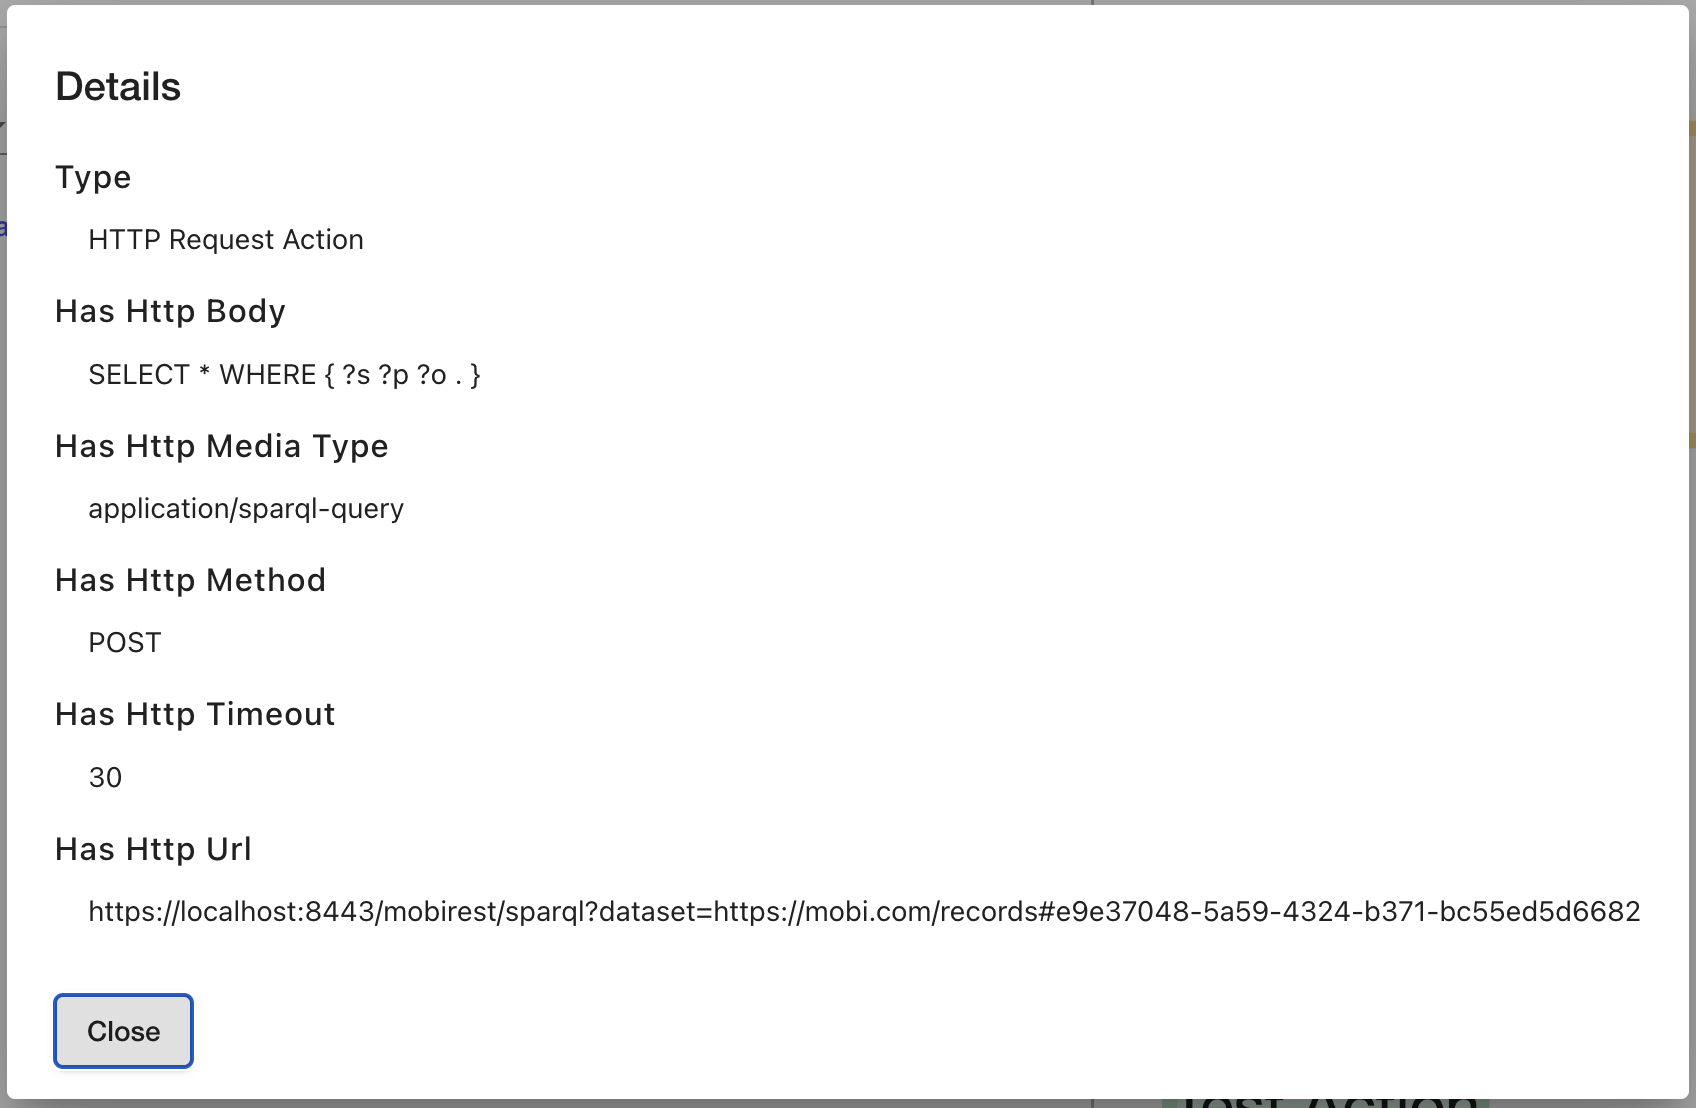 Details
Type
HTTP Request Action
Has Http Body
SELECT * WHERE { ?s ?p ?o . }
Has Http Media Type
application/sparql-query
Has Http Method
POST
Has Http Timeout
30
Has Http Url
https://localhost:8443/mobirest/sparql?dataset=https://mobi.com/records#e9e37048-5a59-4324-b371-bc55ed5d6682
Close
Test Action